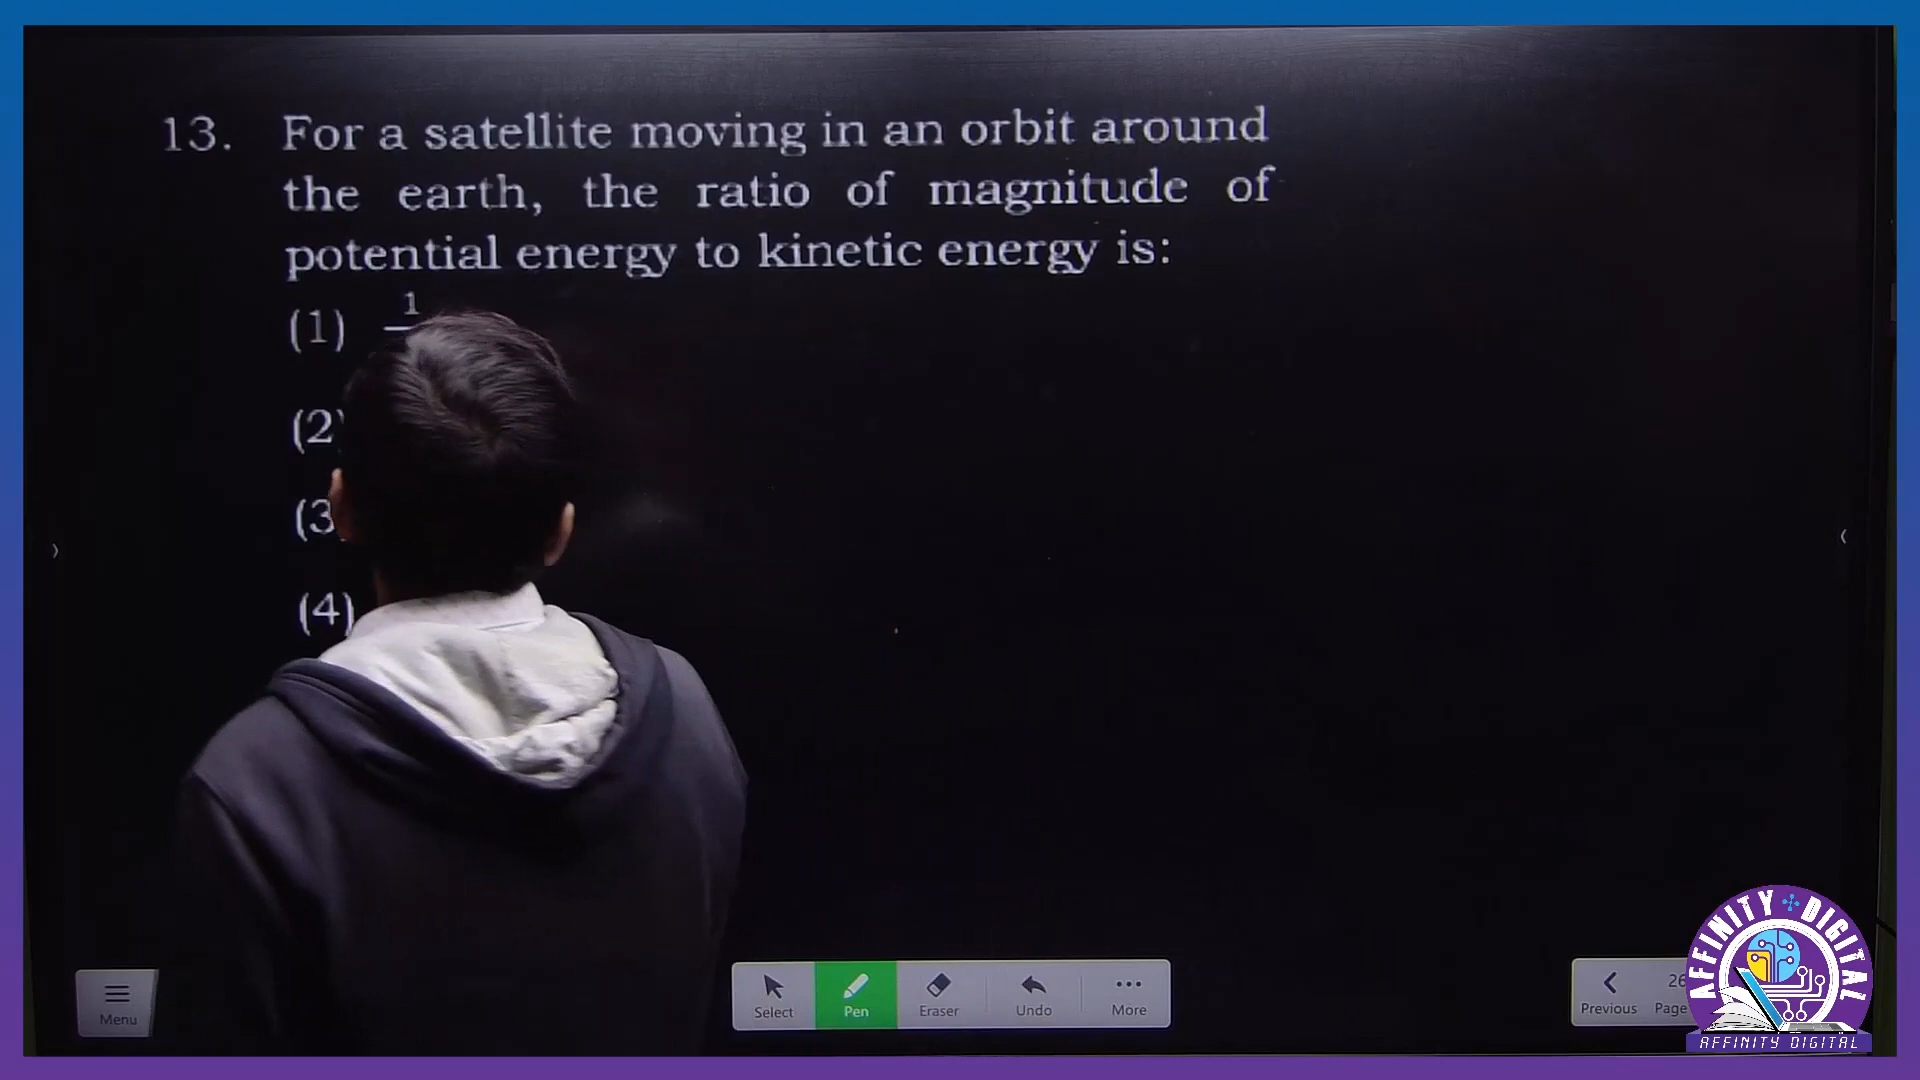 13. For a satellite moving in an orbit around
the earth, the ratio of magnitude of
potential energy to kinetic energy is:
(1) 1
(2)
(3
(4)
Menu
Select
Pen
Eraser
Undo
More
Previous
Page
AFFINITY DIGITAL
AFFINITY DIGITAL